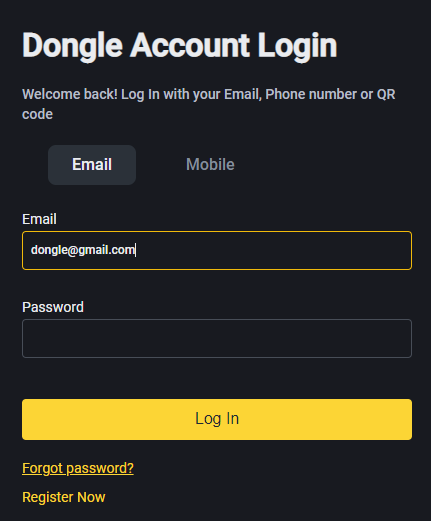 Dongle Account Login
Welcome back! Log In with your Email, Phone number or QR
code
Email Mobile
Email
dongle@gmail.com
Password
Log In
Forgot password?
Register Now